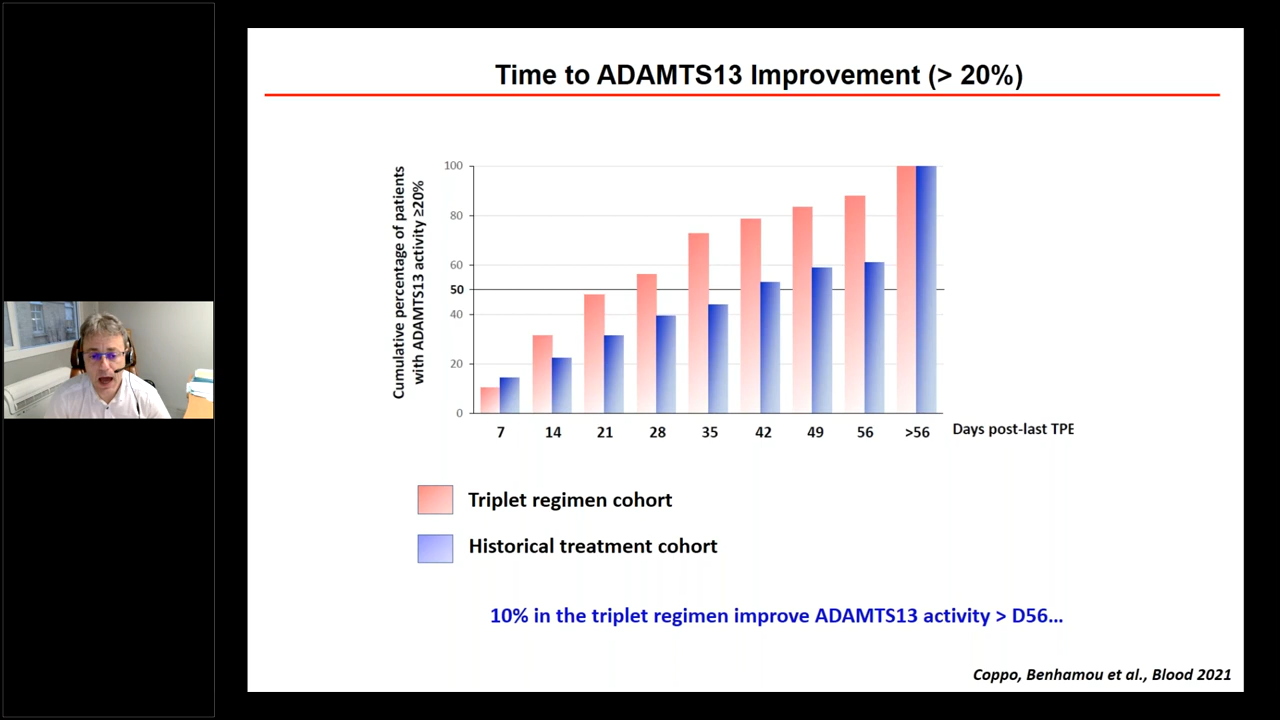 Time to ADAMTS13 Improvement (> 20%)
Cumulative percentage of patients
with ADAMTS13 activity ≥20%
100
80
60
50
40
20
0
7 14 21 28 35 42 49 56 >56 Days post-last TPE
Triplet regimen cohort
Historical treatment cohort
10% in the triplet regimen improve ADAMTS13 activity > D56...
Coppo, Benhamou et al., Blood 2021